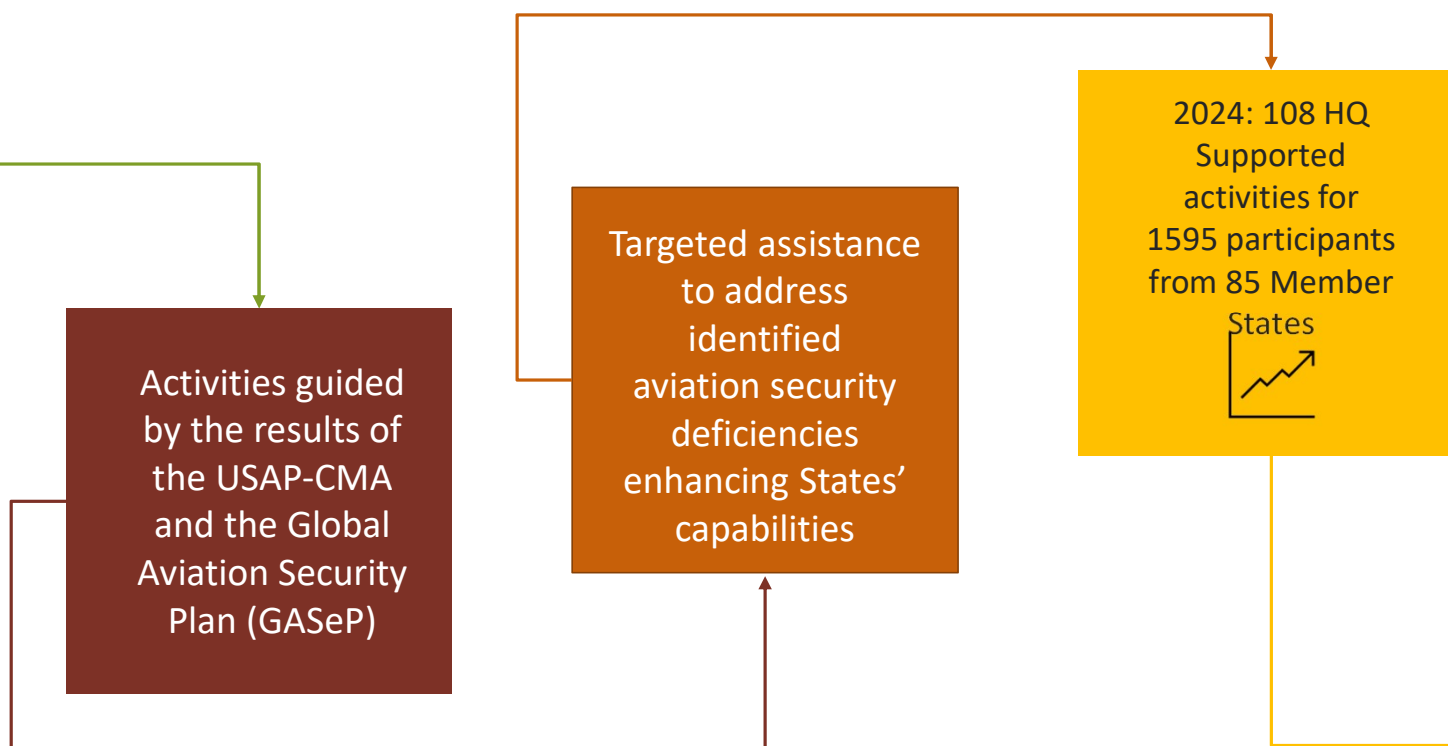 Activities guided
by the results of
the USAP-CMA
and the Global
Aviation Security
Plan (GASeP)
Targeted assistance
to address
identified
aviation security
deficiencies
enhancing States’
capabilities
2024: 108 HQ
Supported
activities for
1595 participants
from 85 Member
States